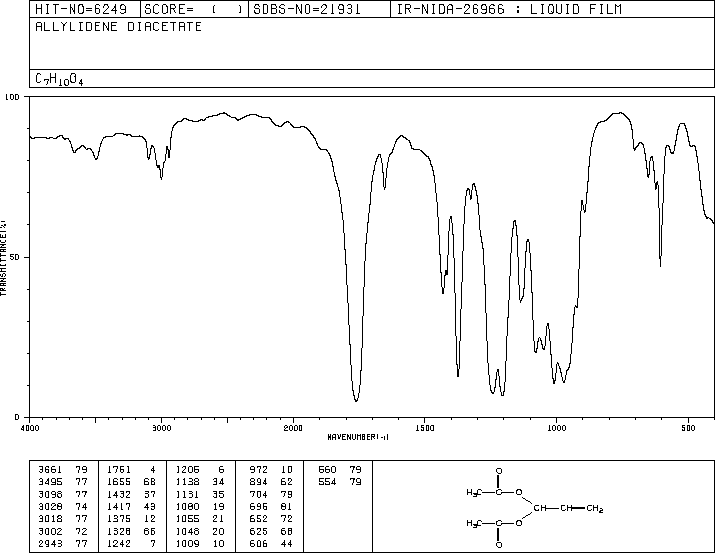 HIT-NO=6249 SCORE= ( ) SDBS-NO=21931 IR-NIDA-26966 : LIQUID FILM
ALLYLIDENE DIACETATE
C7H10O4
100
TRANSMITTANCE(%)
50
0
4000 3000 2000 1500 1000 500
WAVENUMBER(-1)
3661 79 1761 4 1206 6 972 10 560 79
3495 77 1655 68 1138 34 894 62 554 79
3098 77 1432 37 1131 35 704 79
3028 74 1417 43 1080 19 696 81
3018 77 1375 12 1055 21 652 72
3002 72 1328 66 1048 20 625 68
2943 77 1242 7 1009 10 606 44
O
H3C C O
CH CH CH2
H3C C O
O